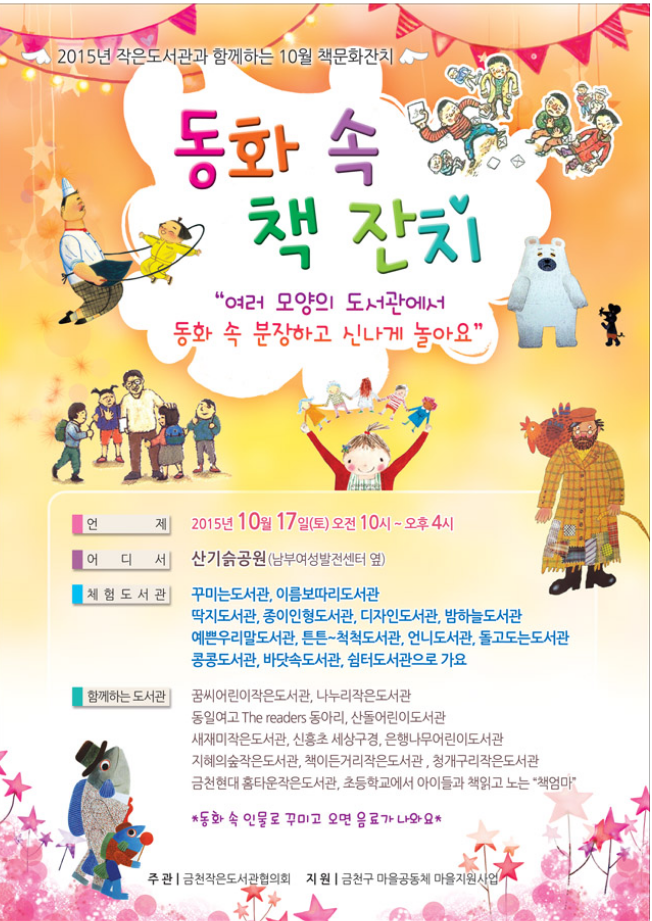 2015년 작은도서관과 함께하는 10월 책문화잔치
동화 속
책 잔치
“여러 모양의 도서관에서
동화 속 분장하고 신나게 놀아요”
언 제 2015년 10월 17일(토) 오전 10시 ~ 오후 4시
어 디 서 산기슭공원(남부여성발전센터 옆)
체험도서관 꾸미는도서관, 이름보따리도서관
딱지도서관, 종이인형도서관, 디자인도서관, 밤하늘도서관
예쁜우리말도서관, 튼튼~척척도서관, 언니도서관, 돌고도는도서관
콩콩도서관, 바닷속도서관, 쉼터도서관으로 가요
함께하는 도서관 꿈씨어린이작은도서관, 나누리작은도서관
동일여고 The readers 동아리, 산돌어린이도서관
새재미작은도서관, 신흥초 세상구경, 은행나무어린이도서관
지혜의숲작은도서관, 책이든거리작은도서관 , 청개구리작은도서관
금천현대 홈타운작은도서관, 초등학교에서 아이들과 책읽고 노는 “책엄마”
*동화 속 인물로 꾸미고 오면 음료가 나와요*
주 관 | 금천작은도서관협의회 지 원 | 금천구 마을공동체 마을지원사업